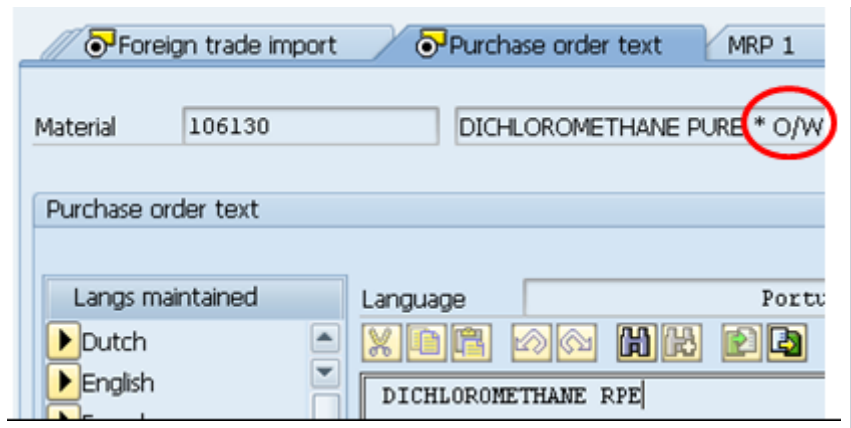 Foreign trade import Purchase order text MRP 1
Material 106130 DICHLOROMETHANE PURE * O/W
Purchase order text
Langs maintained Language
Dutch
English
DICHLOROMETHANE RPE